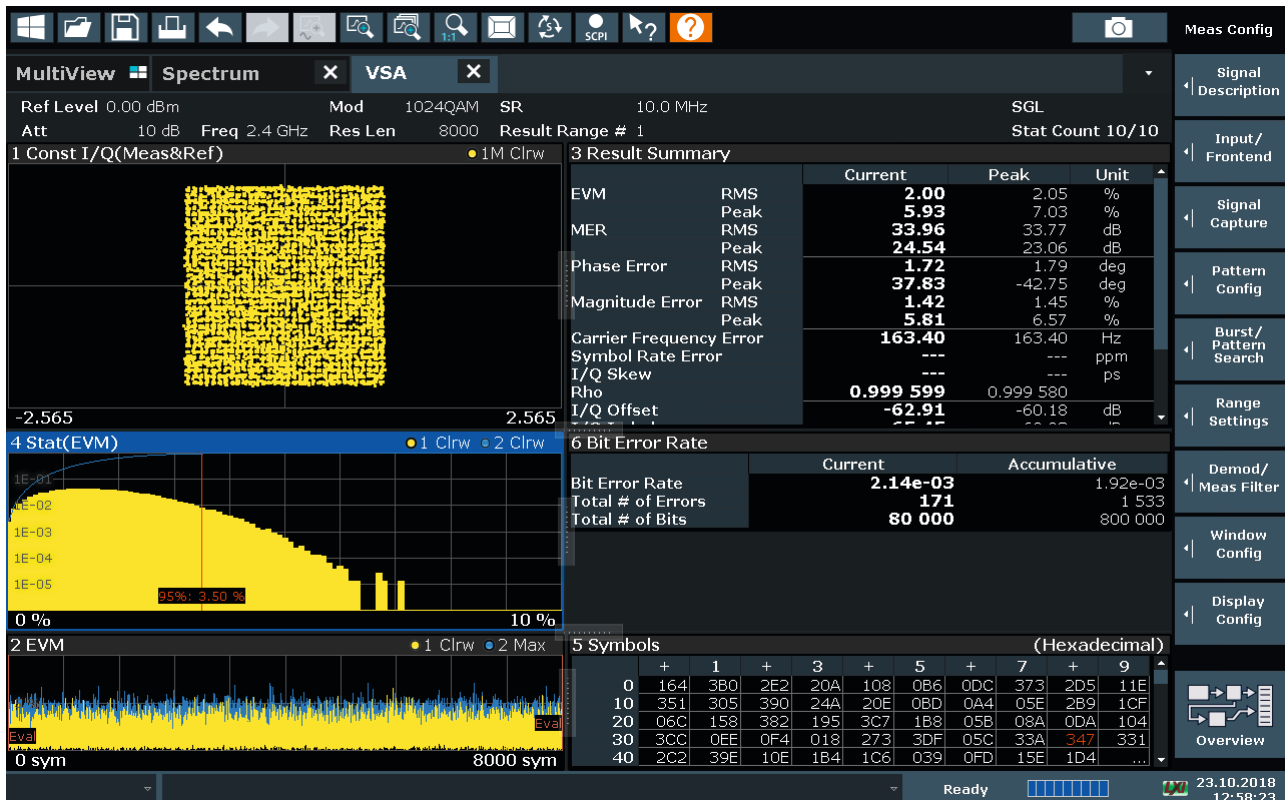 1:1
SCPI
?
?
Meas Config
MultiView
Spectrum
VSA
Signal
Description
Ref Level 0.00 dBm Mod 1024QAM SR 10.0 MHz SGL
Att 10 dB Freq 2.4 GHz Res Len 8000 Result Range # 1 Stat Count 10/10
Input/
Frontend
1 Const I/Q(Meas&Ref) 1M Clrw
-2.565 2.565
3 Result Summary
Current Peak Unit
EVM RMS 2.00 2.05 %
Peak 5.93 7.03 %
MER RMS 33.96 33.77 dB
Peak 24.54 23.06 dB
Phase Error RMS 1.72 1.79 deg
Peak 37.83 -42.75 deg
Magnitude Error RMS 1.42 1.45 %
Peak 5.81 6.57 %
Carrier Frequency Error 163.40 163.40 Hz
Symbol Rate Error --- --- ppm
I/Q Skew --- --- ps
Rho 0.999 599 0.999 580
I/Q Offset -62.91 -60.18 dB
Signal
Capture
Pattern
Config
Burst/
Pattern
Search
Range
Settings
4 Stat(EVM) 1 Clrw 2 Clrw
1E-01
1E-02
1E-03
1E-04
1E-05
95%: 3.50 %
0 % 10 %
6 Bit Error Rate
Current Accumulative
Bit Error Rate 2.14e-03 1.92e-03
Total # of Errors 171 1 533
Total # of Bits 80 000 800 000
Demod/
Meas Filter
Window
Config
Display
Config
2 EVM 1 Clrw 2 Max
Eval
Eval
0 sym 8000 sym
5 Symbols (Hexadecimal)
+ 1 + 3 + 5 + 7 + 9
0 164 3B0 2E2 20A 108 0B6 0DC 373 2D5 11E
10 351 305 390 24A 20E 0BD 0A4 05E 2B9 1CF
20 06C 158 382 195 3C7 1B8 05B 08A 0DA 104
30 3CC 0EE 0F4 018 273 3DF 05C 33A 347 331
40 2C2 39E 10E 1B4 1C6 039 0FD 15E 1D4 ...
Overview
Ready
23.10.2018
12:58:23